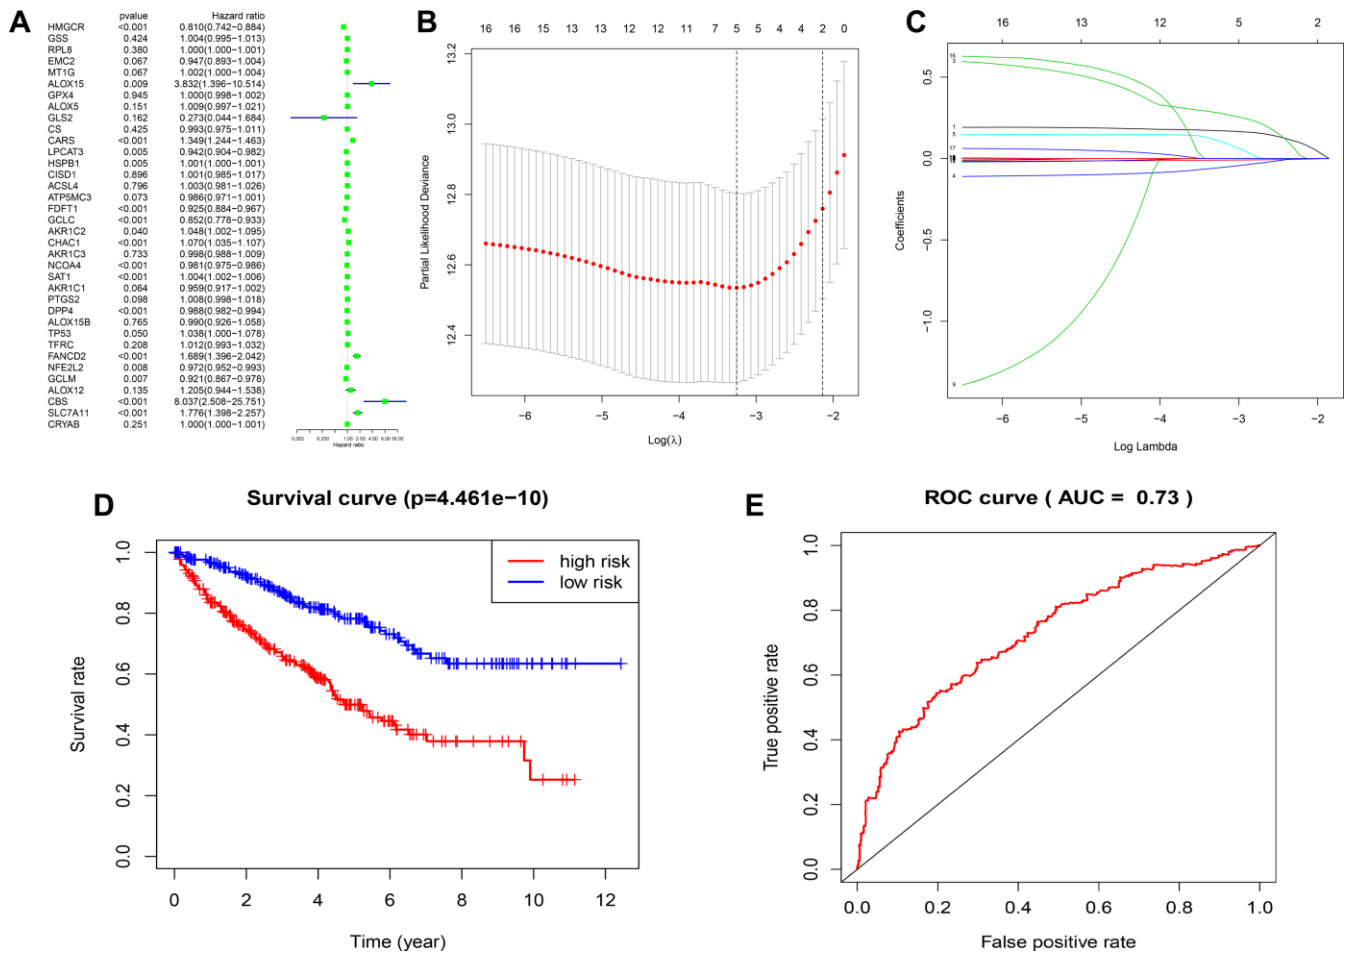 A
pvalue Hazard ratio
HMGCR <0.001 0.810(0.742−0.884)
GSS 0.424 1.004(0.995−1.013)
RPL8 0.380 1.000(1.000−1.001)
EMC2 0.067 0.947(0.893−1.004)
MT1G 0.067 1.002(1.000−1.004)
ALOX15 0.009 3.832(1.396−10.514)
GPX4 0.945 1.000(0.998−1.002)
ALOX5 0.151 1.009(0.997−1.021)
GLS2 0.162 0.273(0.044−1.684)
CS 0.425 0.993(0.975−1.011)
CARS <0.001 1.349(1.244−1.463)
LPCAT3 0.005 0.942(0.904−0.982)
HSPB1 0.005 1.001(1.000−1.001)
CISD1 0.896 1.001(0.985−1.017)
ACSL4 0.796 1.003(0.981−1.026)
ATP5MC3 0.073 0.986(0.971−1.001)
FDFT1 <0.001 0.925(0.884−0.967)
GCLC <0.001 0.852(0.778−0.933)
AKR1C2 0.040 1.048(1.002−1.095)
CHAC1 <0.001 1.070(1.035−1.107)
AKR1C3 0.733 0.998(0.988−1.009)
NCOA4 <0.001 0.981(0.975−0.986)
SAT1 <0.001 1.004(1.002−1.006)
AKR1C1 0.064 0.959(0.917−1.002)
PTGS2 0.098 1.008(0.998−1.018)
DPP4 <0.001 0.988(0.982−0.994)
ALOX15B 0.765 0.990(0.926−1.058)
TP53 0.050 1.038(1.000−1.078)
TFRC 0.208 1.012(0.993−1.032)
FANCD2 <0.001 1.689(1.396−2.042)
NFE2L2 0.008 0.972(0.952−0.993)
GCLM 0.007 0.921(0.867−0.978)
ALOX12 0.135 1.205(0.944−1.538)
CBS <0.001 8.037(2.508−25.751)
SLC7A11 <0.001 1.776(1.398−2.257)
CRYAB 0.251 1.000(1.000−1.001)
0.062 0.250 1.00 2.00 4.00 8.00 16.00
Hazard ratio
B
16 16 15 13 13 12 12 11 7 5 5 4 4 2 0
Partial Likelihood Deviance
13.2
13.0
12.8
12.6
12.4
−6 −5 −4 −3 −2
Log(λ)
C
16 13 12 5 2
Coefficients
0.5
0.0
−0.5
−1.0
16
3
1
5
17
4
9
−6 −5 −4 −3 −2
Log Lambda
D
Survival curve (p=4.461e−10)
high risk
low risk
Survival rate
1.0
0.8
0.6
0.4
0.2
0.0
0 2 4 6 8 10 12
Time (year)
E
ROC curve ( AUC = 0.73 )
True positive rate
1.0
0.8
0.6
0.4
0.2
0.0
0.0 0.2 0.4 0.6 0.8 1.0
False positive rate